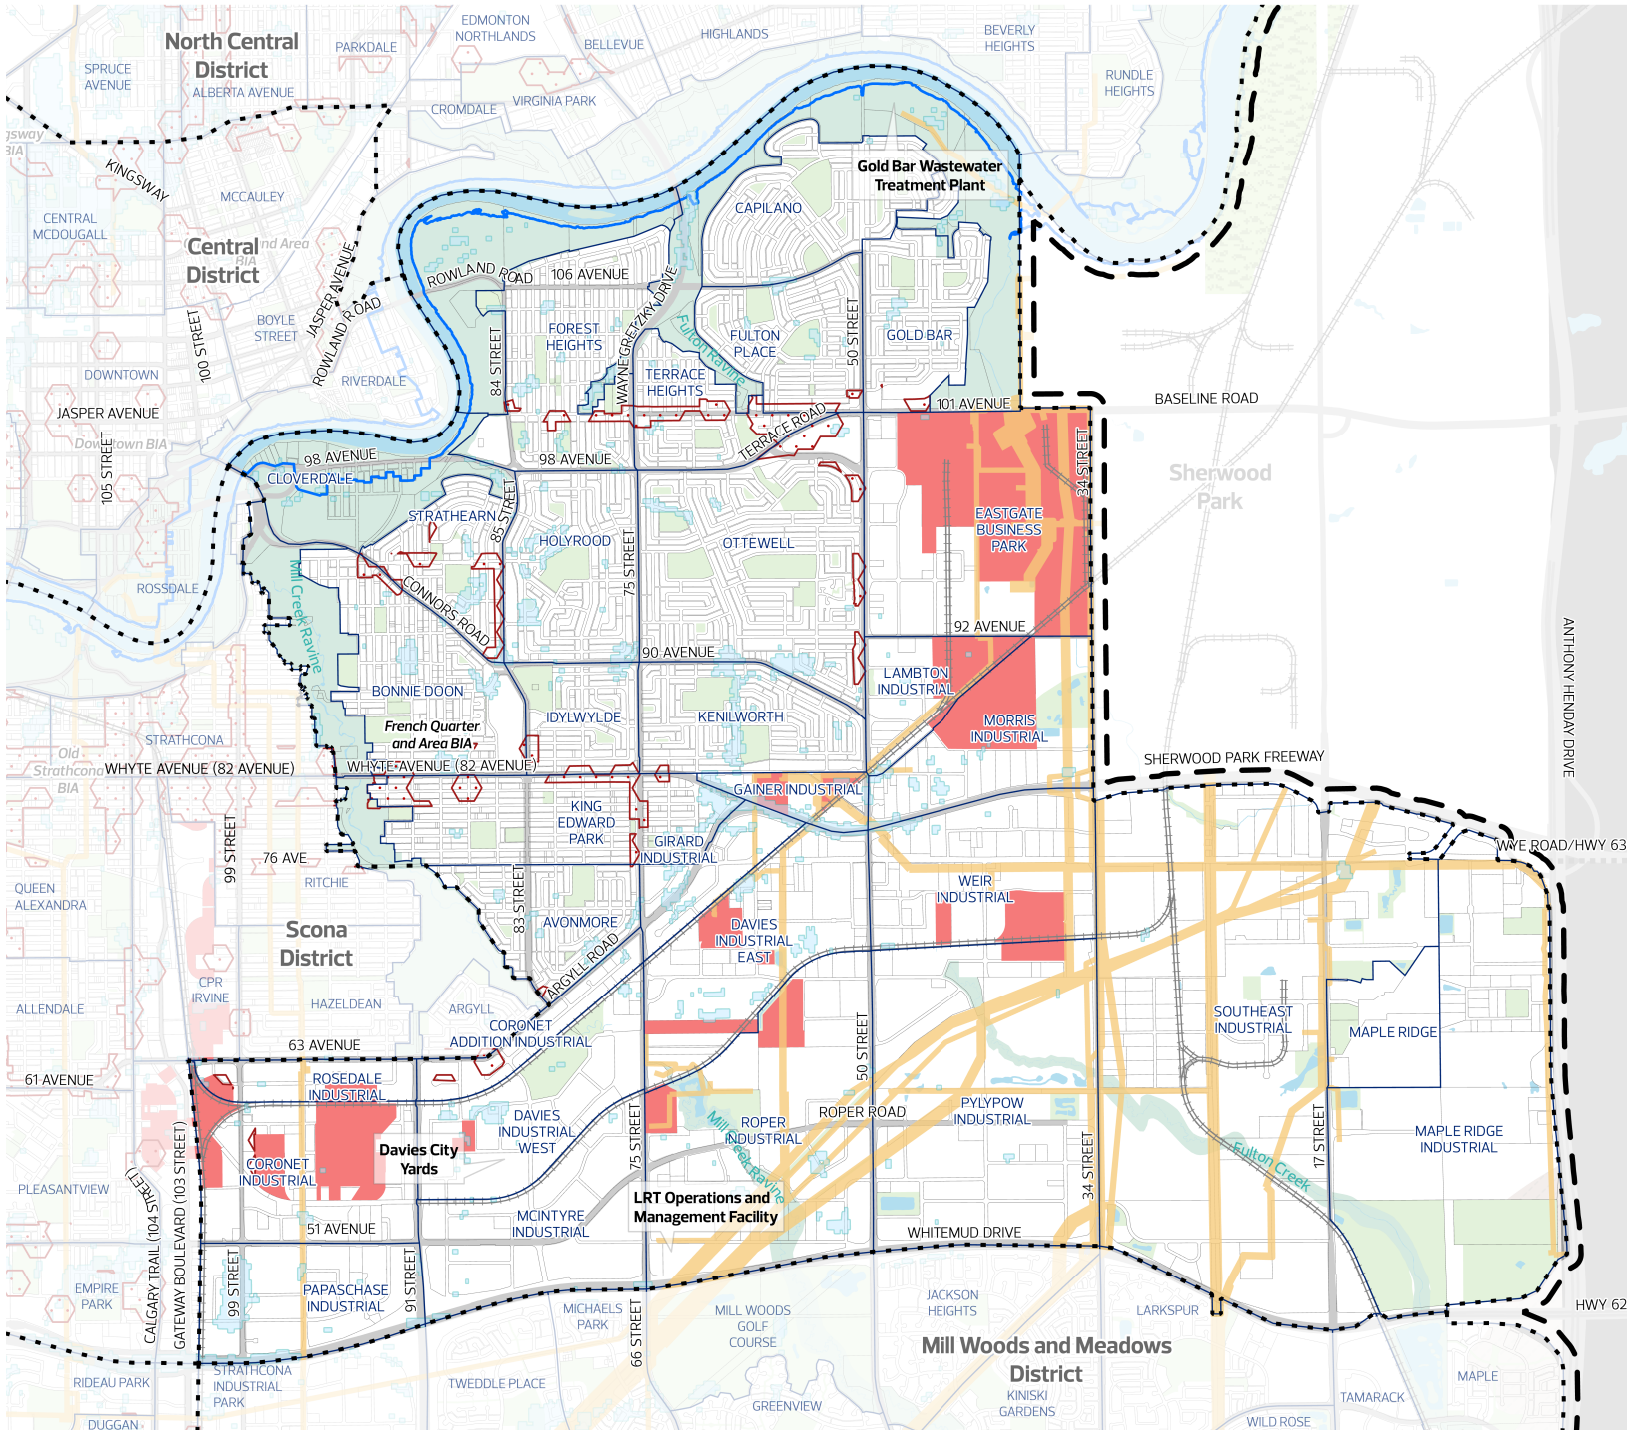 North Central
District
EDMONTON
NORTHLANDS
PARKDALE
BELLEVUE
HIGHLANDS
BEVERLY
HEIGHTS
SPRUCE
AVENUE
ALBERTA AVENUE
CROMDALE
VIRGINIA PARK
RUNDLE
HEIGHTS
gsway
BIA
KINGSWAY
MCCAULEY
Gold Bar Wastewater
Treatment Plant
CENTRAL
MCDOUGALL
Central
District
nd Area
BIA
CAPILANO
JASPER AVENUE
ROWLAND ROAD
ROWLAND ROAD
106 AVENUE
WAYNE GRETZKY DRIVE
BOYLE
STREET
100 STREET
84 STREET
FOREST
HEIGHTS
Fulton Ravine
FULTON
PLACE
50 STREET
GOLD BAR
DOWNTOWN
RIVERDALE
TERRACE
HEIGHTS
JASPER AVENUE
101 AVENUE
BASELINE ROAD
Downtown BIA
TERRACE ROAD
105 STREET
98 AVENUE
98 AVENUE
CLOVERDALE
34 STREET
Sherwood
Park
STRATHEARN
85 STREET
HOLYROOD
OTTEWELL
EASTGATE
BUSINESS
PARK
75 STREET
ROSSDALE
Mill Creek Ravine
CONNORS ROAD
92 AVENUE
90 AVENUE
ANTHONY HENDAY DRIVE
BONNIE DOON
LAMBTON
INDUSTRIAL
IDYLWYLDE
KENILWORTH
MORRIS
INDUSTRIAL
French Quarter
and Area BIA
STRATHCONA
Old
Strathcona
BIA
WHYTE AVENUE (82 AVENUE)
WHYTE AVENUE (82 AVENUE)
SHERWOOD PARK FREEWAY
GAINER INDUSTRIAL
KING
EDWARD
PARK
GIRARD
INDUSTRIAL
99 STREET
76 AVE
WYE ROAD/HWY 63
RITCHIE
QUEEN
ALEXANDRA
83 STREET
WEIR
INDUSTRIAL
Scona
District
AVONMORE
DAVIES
INDUSTRIAL
EAST
ARGYLL ROAD
CPR
IRVINE
ALLENDALE
HAZELDEAN
ARGYLL
CORONET
ADDITION INDUSTRIAL
SOUTHEAST
INDUSTRIAL
MAPLE RIDGE
63 AVENUE
50 STREET
61 AVENUE
ROSEDALE
INDUSTRIAL
DAVIES
INDUSTRIAL
WEST
75 STREET
Mill Creek Ravine
ROPER
INDUSTRIAL
ROPER ROAD
PYLYPOW
INDUSTRIAL
17 STREET
34 STREET
Fulton Creek
MAPLE RIDGE
INDUSTRIAL
Davies City
Yards
CORONET
INDUSTRIAL
PLEASANTVIEW
CALGARY TRAIL (104 STREET)
GATEWAY BOULEVARD (103 STREET)
LRT Operations and
Management Facility
MCINTYRE
INDUSTRIAL
51 AVENUE
WHITEMUD DRIVE
99 STREET
91 STREET
EMPIRE
PARK
PAPASCHASE
INDUSTRIAL
MICHAELS
PARK
66 STREET
MILL WOODS
GOLF
COURSE
JACKSON
HEIGHTS
LARKSPUR
HWY 62
Mill Woods and Meadows
District
RIDEAU PARK
STRATHCONA
INDUSTRIAL
PARK
TWEDDLE PLACE
GREENVIEW
KINISKI
GARDENS
MAPLE
TAMARACK
WILD ROSE
DUGGAN